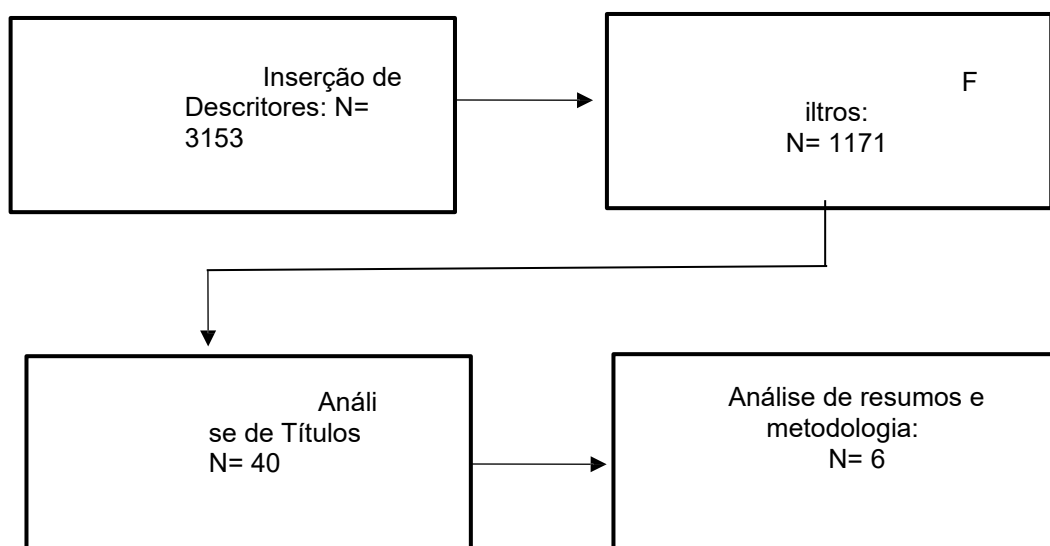 Inserção de
Descritores: N=
3153
F
iltros:
N= 1171
Análi
se de Títulos
N= 40
Análise de resumos e
metodologia:
N= 6